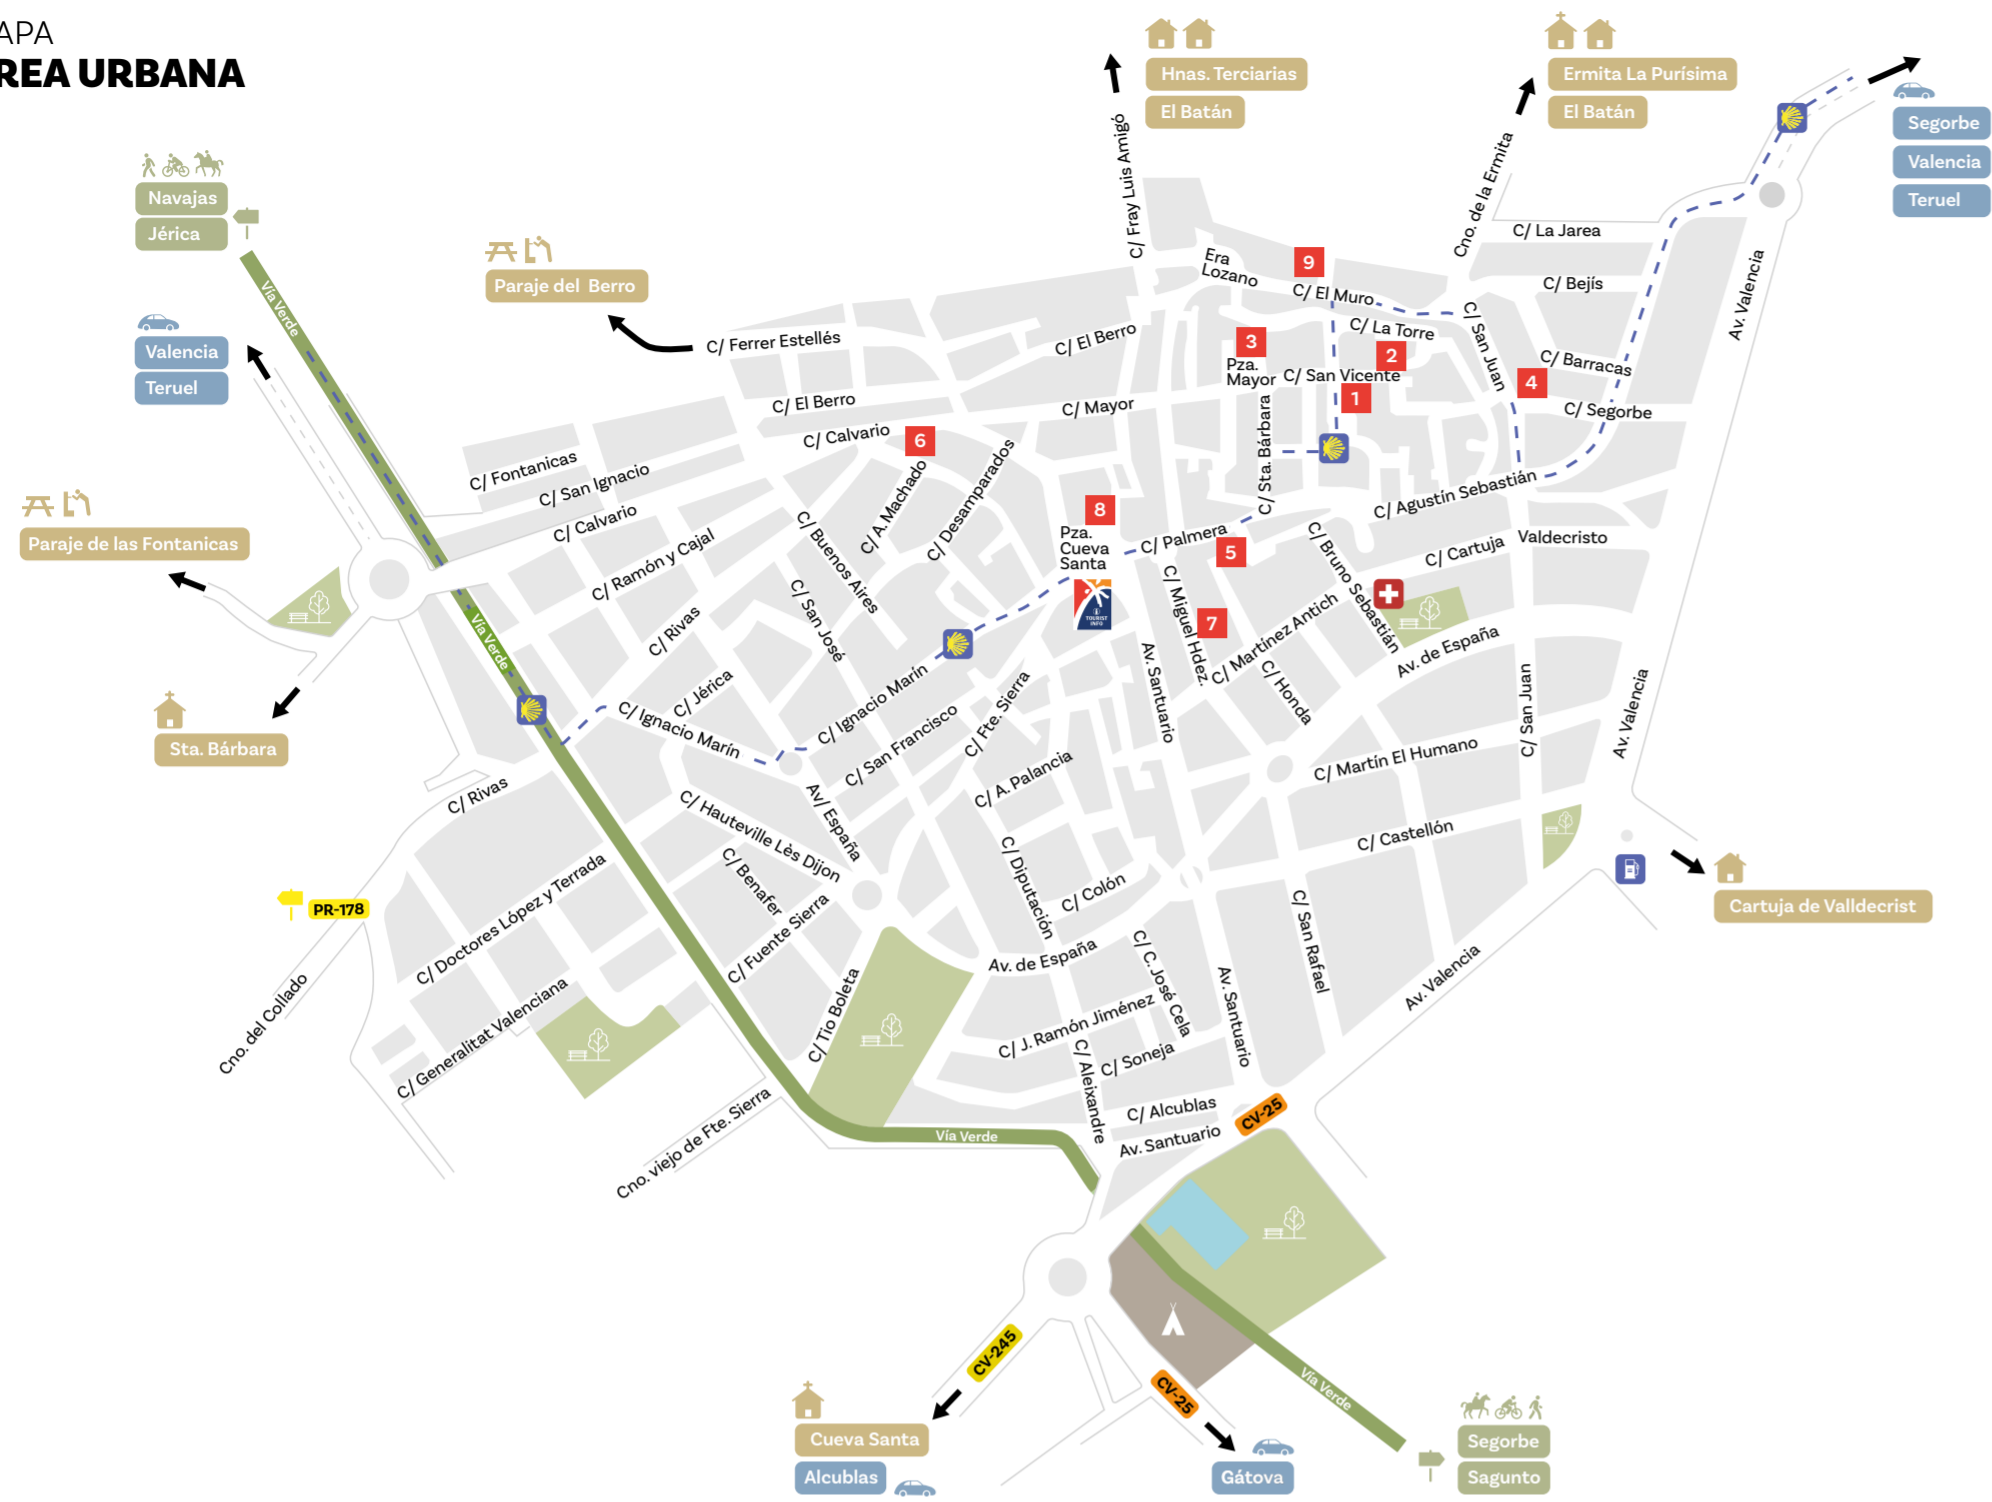 APA
REA URBANA
Hnas. Terciarias
El Batán
Ermita La Purísima
El Batán
Segorbe
Valencia
Teruel
Navajas
Jérica
Vía Verde
Valencia
Teruel
Paraje del Berro
Paraje de las Fontanicas
Sta. Bárbara
C/ Fray Luis Amigó
Cno. de la Ermita
C/ La Jarea
C/ Bejís
Av. Valencia
Era
Lozano
9
C/ El Muro
C/ La Torre
C/ San Juan
C/ Barracas
C/ Segorbe
3
2
Pza.
Mayor
C/ San Vicente
1
4
C/ Ferrer Estellés
C/ El Berro
C/ El Berro
C/ Mayor
C/ Calvario
6
C/ Sta. Bárbara
C/ Fontanicas
C/ San Ignacio
C/ Calvario
C/ A. Machado
C/ Desamparados
C/ Agustín Sebastián
8
Pza.
Cueva
Santa
C/ Palmera
5
C/ Bruno Sebastián
C/ Cartuja
Valdecristo
C/ Ramón y Cajal
C/ Buenos Aires
C/ San José
TOURIST
INFO
C/ Miguel Hdez.
7
C/ Martínez Antich
Av. de España
C/ Rivas
Vía Verde
C/ Jérica
C/ Ignacio Marín
C/ Ignacio Marín
C/ San Francisco
C/ Fte. Sierra
Av. Santuario
C/ Honda
C/ San Juan
Av. Valencia
C/ Martín El Humano
C/ Rivas
C/ Hauteville Lès Dijon
Av/ España
C/ A. Palancia
C/ Castellón
C/ Benafer
C/ Diputación
C/ Colón
C/ San Rafael
Cartuja de Valldecrist
PR-178
C/ Doctores López y Terrada
C/ Fuente Sierra
Av. de España
C/ C. José Cela
Av. Santuario
Av. Valencia
Cno. del Collado
C/ Generalitat Valenciana
C/ Tio Boleta
C/ J. Ramón Jiménez
C/ Soneja
C/ Aleixandre
C/ Alcublas
CV-25
Av. Santuario
Cno. viejo de Fte. Sierra
Vía Verde
CV-245
CV-25
Vía Verde
Cueva Santa
Alcublas
Gátova
Segorbe
Sagunto